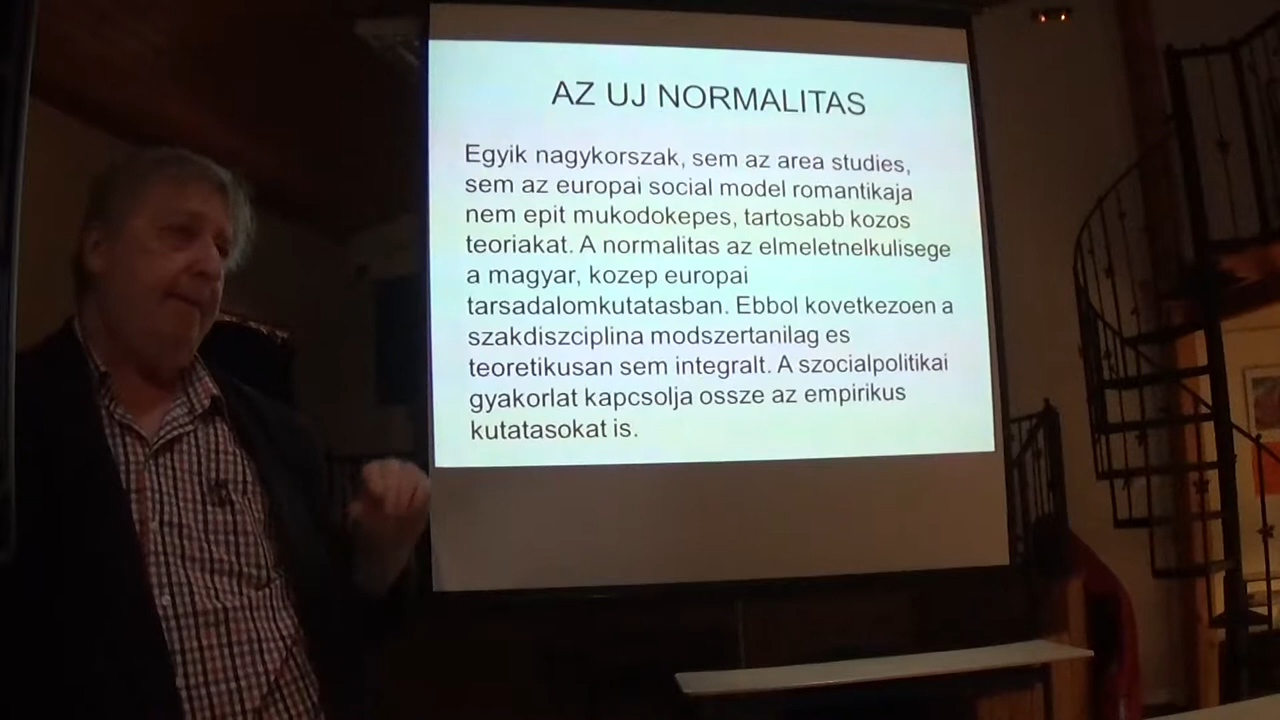 AZ UJ NORMALITAS
Egyik nagykorszak, sem az area studies,
sem az europai social model romantikaja
nem epit mukodokepes, tartosabb kozos
teoriakat. A normalitas az elmeletnelkulisege
a magyar, kozep europai
tarsadalomkutatasban. Ebbol kovetkezoen a
szakdiszciplina modszertanilag es
teoretikusan sem integralt. A szocialpolitikai
gyakorlat kapcsolja ossze az empirikus
kutatasokat is.